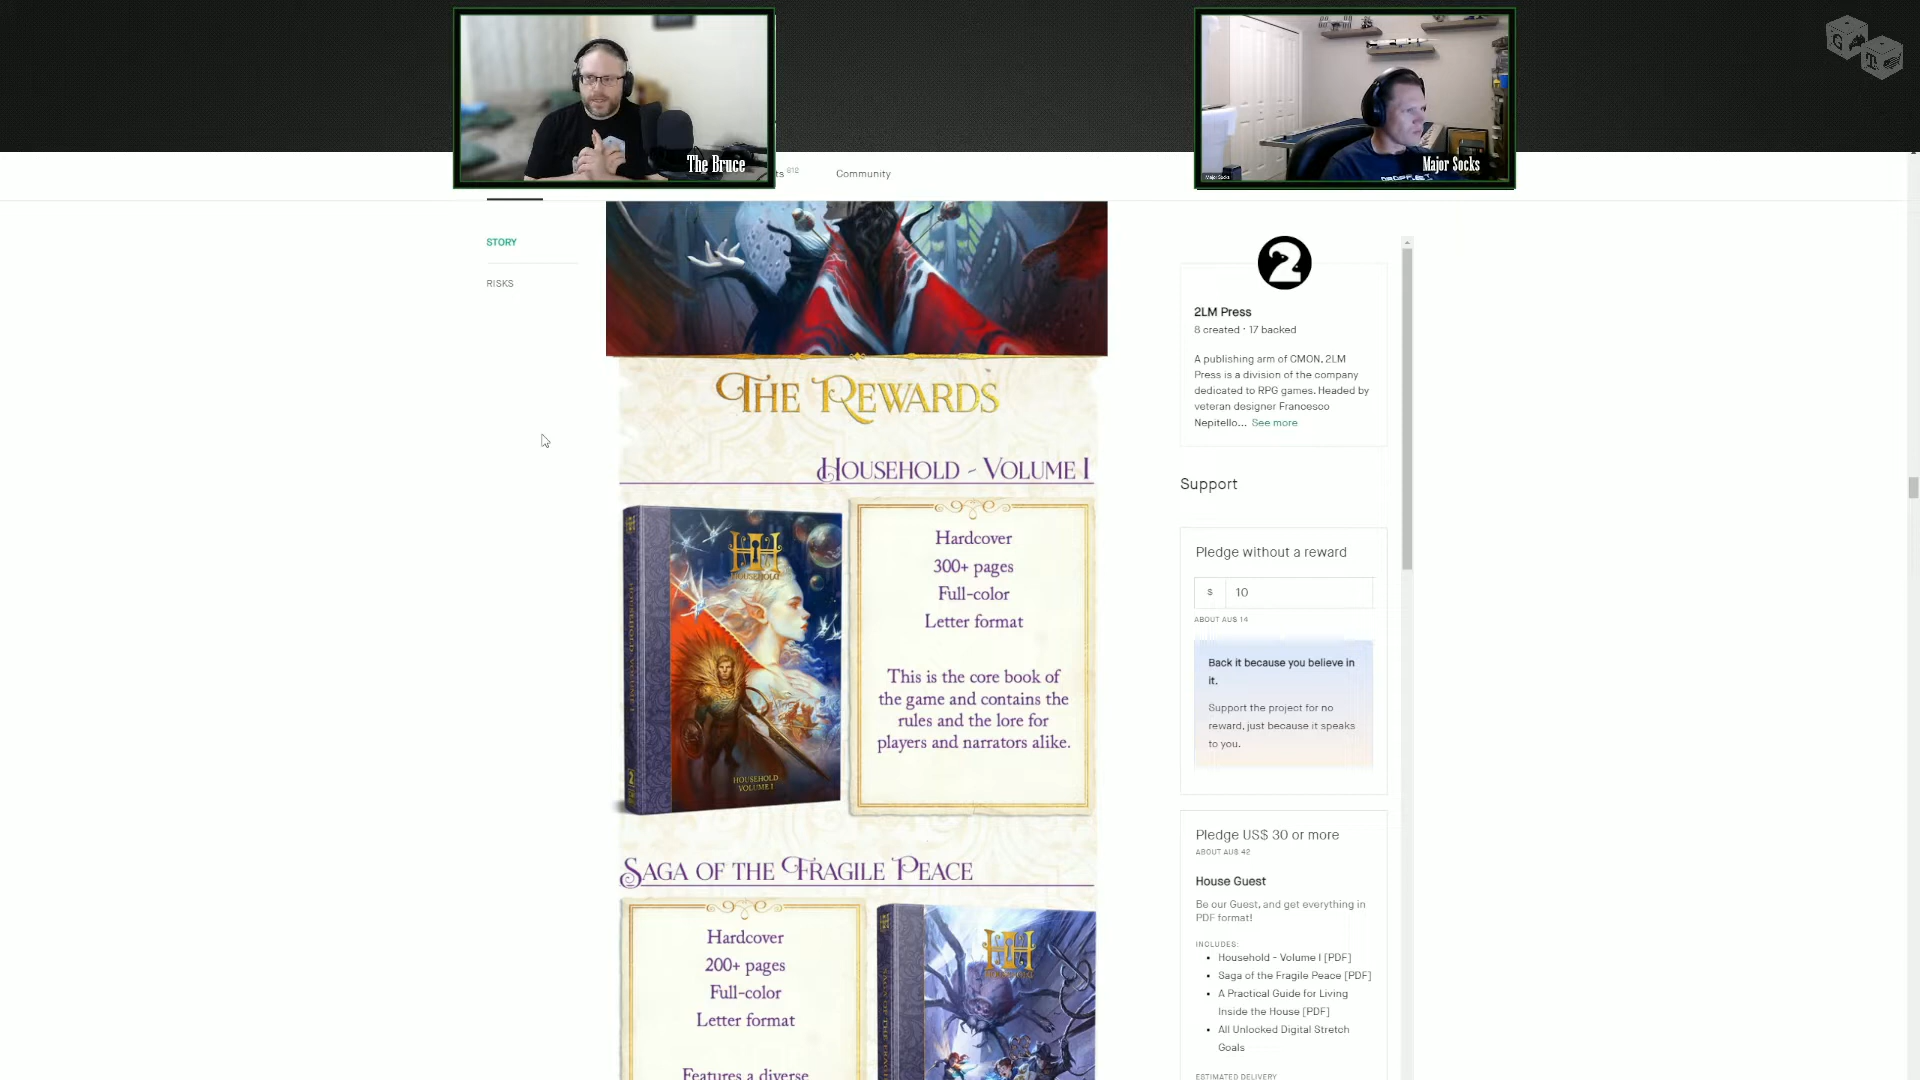 The Bruce
Major Socks
Major Socks
ts 818
Community
STORY
RISKS
THE REWARDS
HOUSEHOLD - VOLUME I
HOUSEHOLD
HOUSEHOLD
VOLUME I
Hardcover
300+ pages
Full-color
Letter format
This is the core book of
the game and contains the
rules and the lore for
players and narrators alike.
SAGA OF THE FRAGILE PEACE
Hardcover
200+ pages
Full-color
Letter format
Features a diverse
HOUSEHOLD
2
2LM Press
8 created · 17 backed
A publishing arm of CMON, 2LM
Press is a division of the company
dedicated to RPG games. Headed by
veteran designer Francesco
Nepitello... See more
Support
Pledge without a reward
$ 10
ABOUT AU$ 14
Back it because you believe in
it.
Support the project for no
reward, just because it speaks
to you.
Pledge US$ 30 or more
ABOUT AU$ 42
House Guest
Be our Guest, and get everything in
PDF format!
INCLUDES:
• Household - Volume I [PDF]
• Saga of the Fragile Peace [PDF]
• A Practical Guide for Living
Inside the House [PDF]
• All Unlocked Digital Stretch
Goals
ESTIMATED DELIVERY